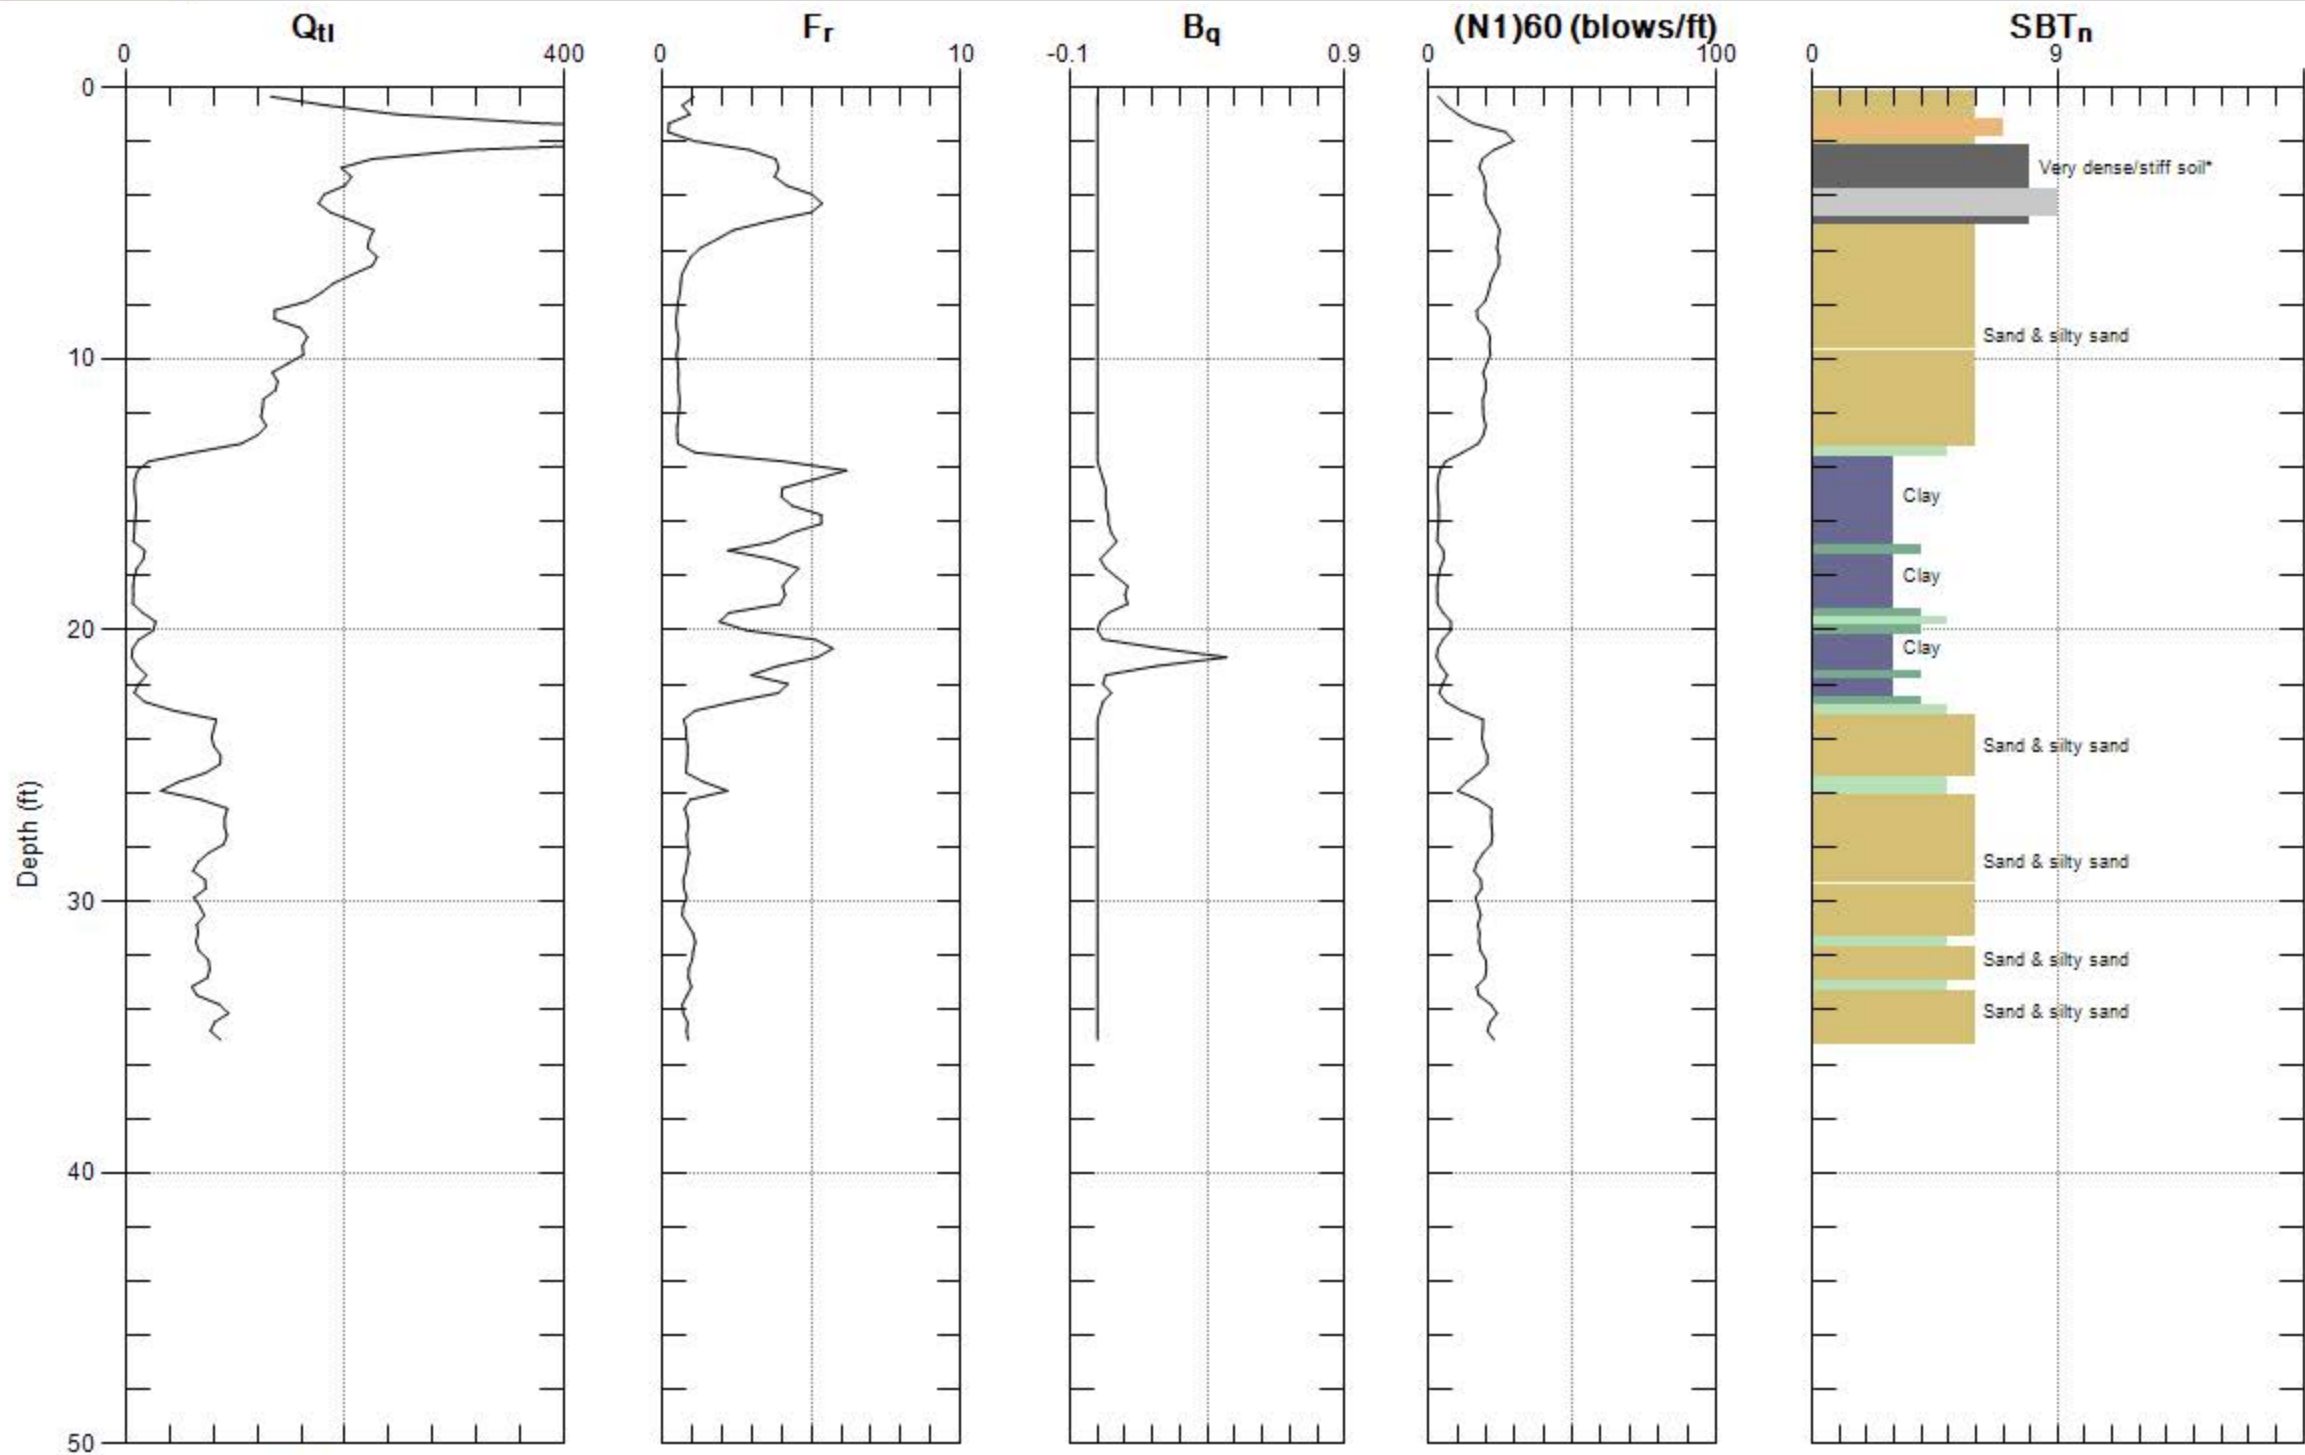 Qtl Fr Bq (N1)60 (blows/ft) SBTn
0 400 0 10 -0.1 0.9 0 100 0 9
0
Very dense/stiff soil*
Sand & silty sand
10
Clay
Clay
20
Clay
Sand & silty sand
Depth (ft)
Sand & silty sand
30
Sand & silty sand
Sand & silty sand
40
50